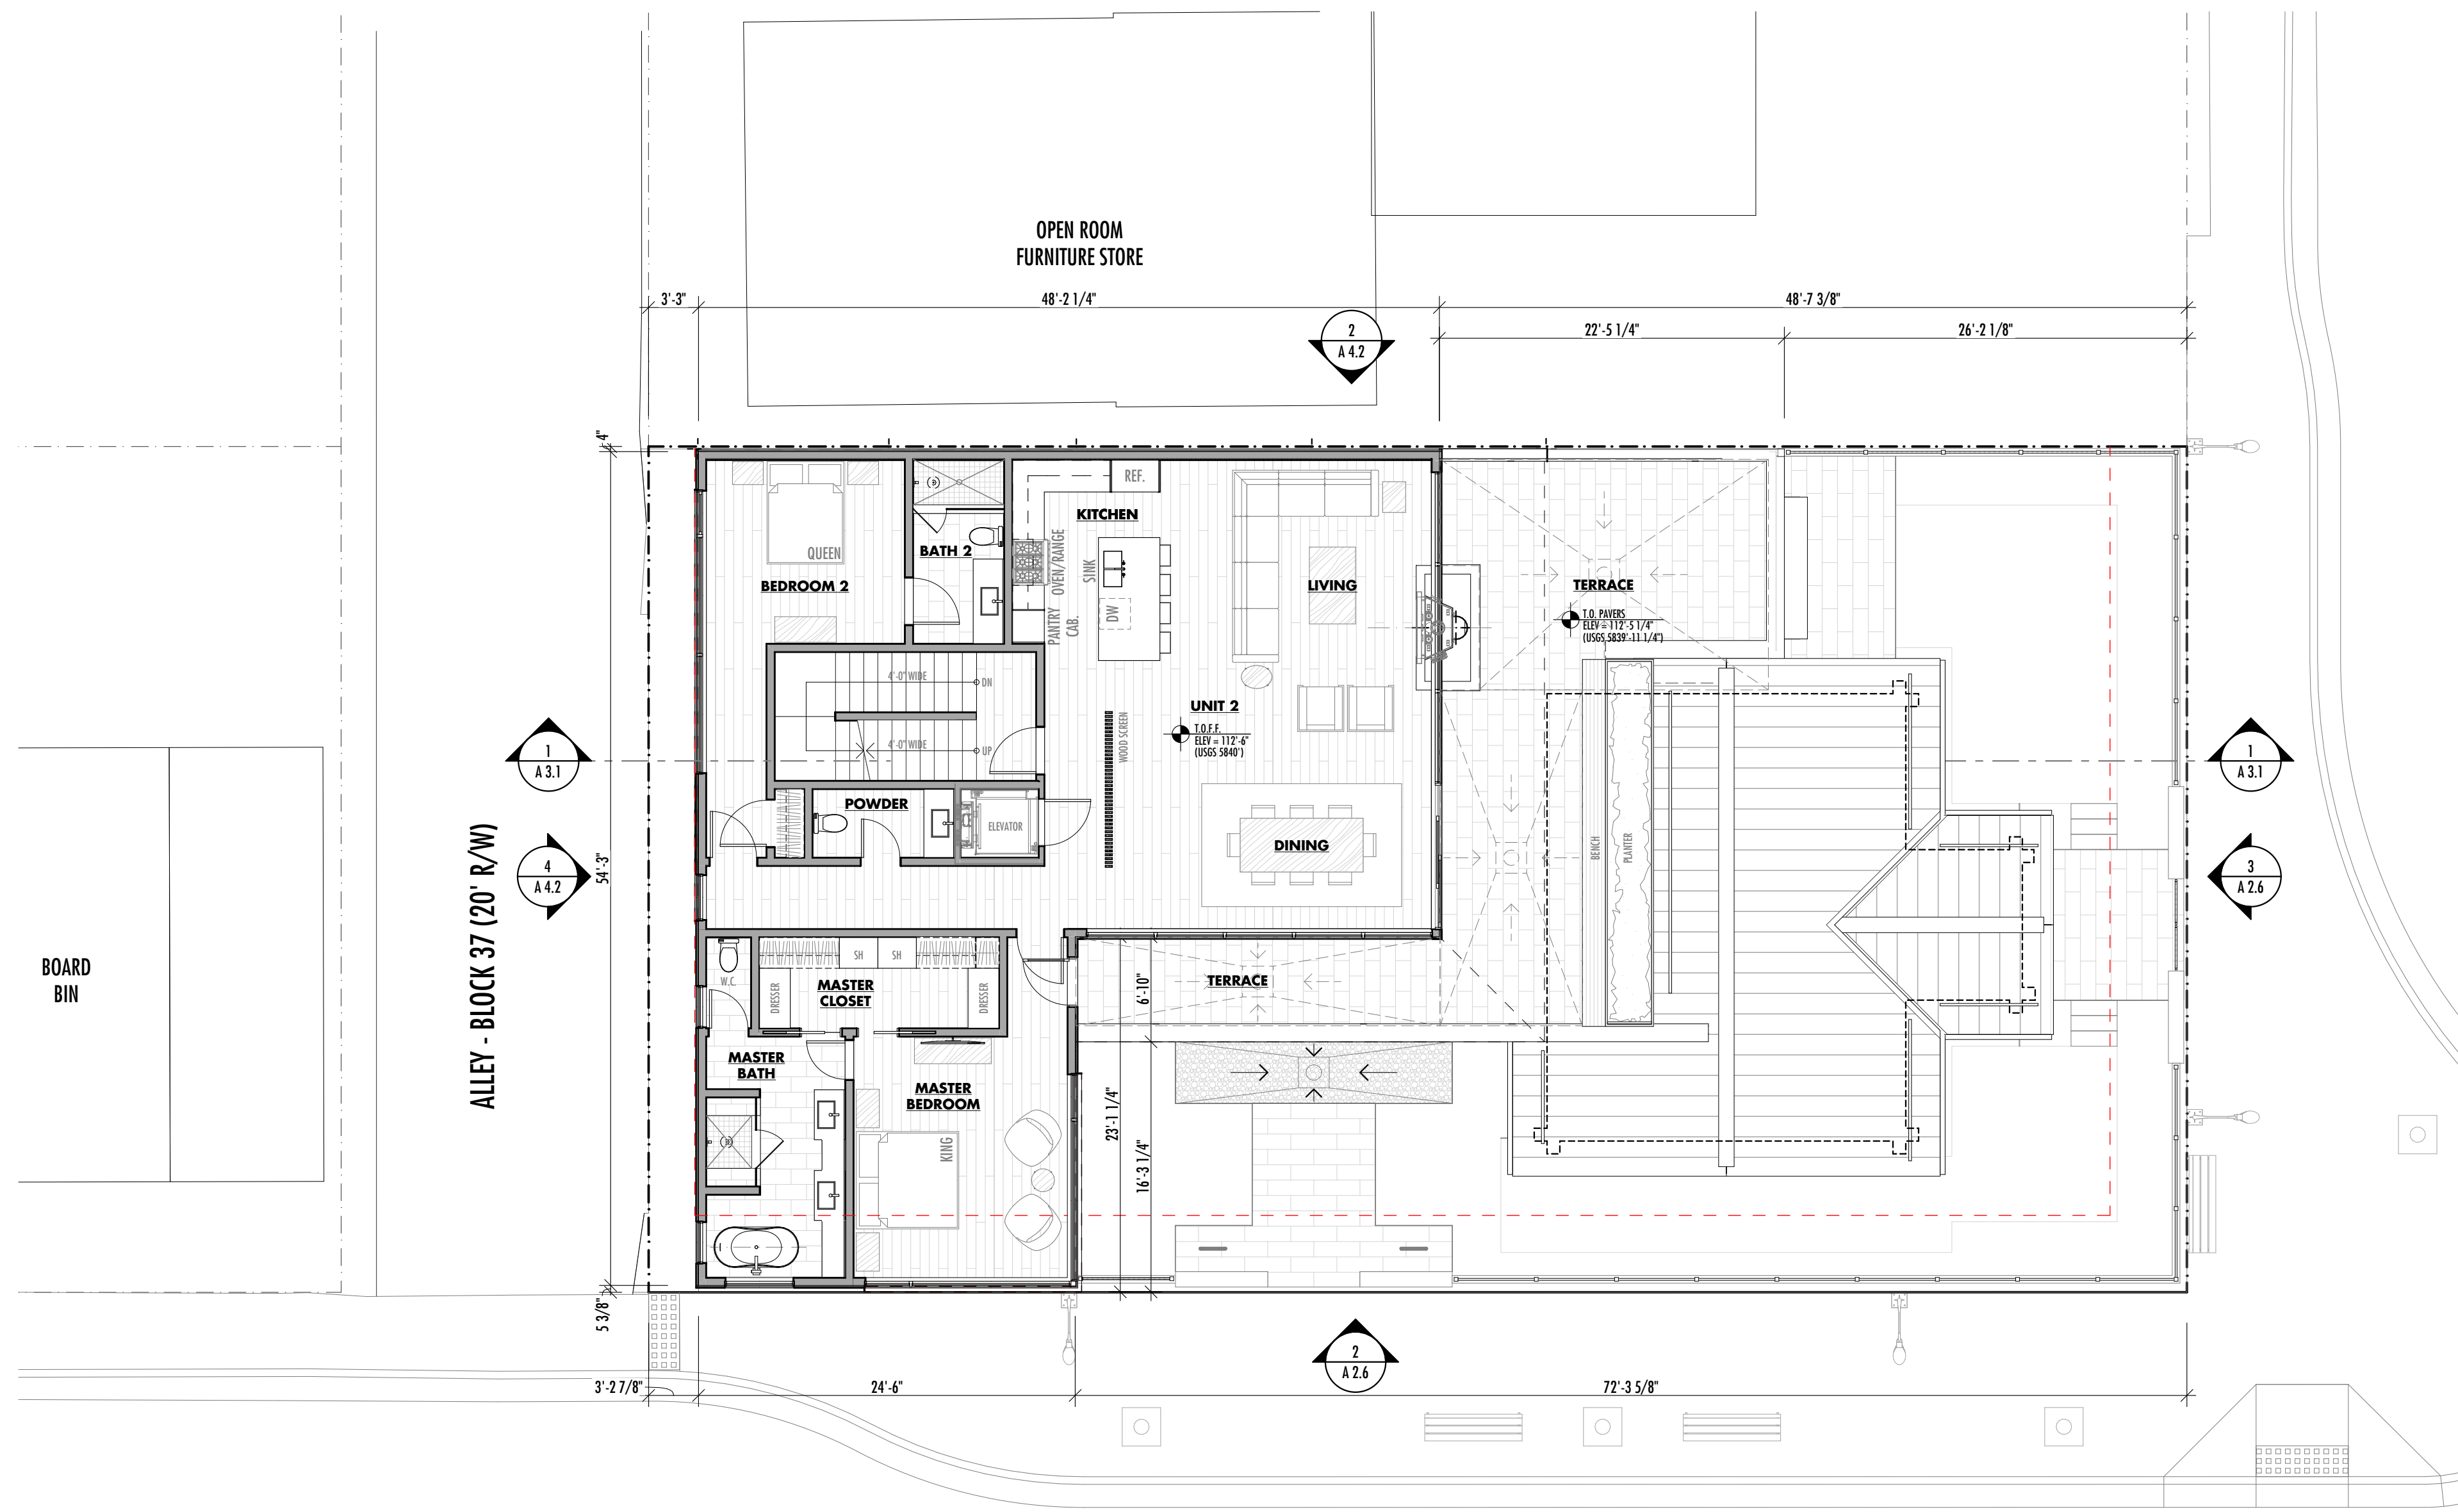 OPEN ROOM
FURNITURE STORE
3'-3"
48'-2 1/4"
48'-7 3/8"
22'-5 1/4"
26'-2 1/8"
2
A 4.2
4"
REF.
KITCHEN
QUEEN
BATH 2
BEDROOM 2
OVEN/RANGE
SINK
PANTRY
CAB.
DW
LIVING
TERRACE
T.O. PAVERS
ELEV = 112'-5 1/4"
(USGS 5839'-11 1/4")
4'-0" WIDE
DN
4'-0" WIDE
UP
UNIT 2
T.O.F.F.
ELEV = 112'-6"
(USGS 5840')
WOOD SCREEN
1
A 3.1
1
A 3.1
POWDER
ELEVATOR
DINING
BENCH
PLANTER
4
A 4.2
3
A 2.6
54'-3"
ALLEY - BLOCK 37 (20' R/W)
BOARD
BIN
W.C.
SH
SH
DRESSER
MASTER
CLOSET
DRESSER
TERRACE
6'-10"
MASTER
BATH
MASTER
BEDROOM
KING
23'-1 1/4"
16'-3 1/4"
5 3/8"
2
A 2.6
3'-2 7/8"
24'-6"
72'-3 5/8"